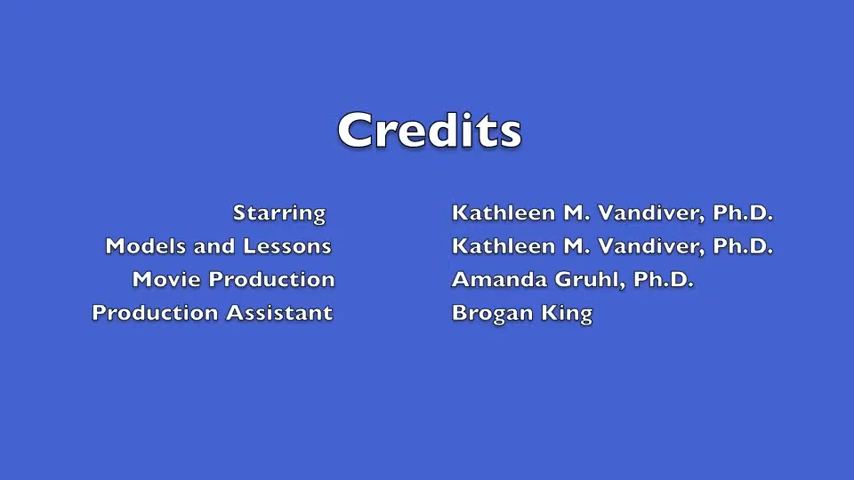 Credits
Starring Kathleen M. Vandiver, Ph.D.
Models and Lessons Kathleen M. Vandiver, Ph.D.
Movie Production Amanda Gruhl, Ph.D.
Production Assistant Brogan King